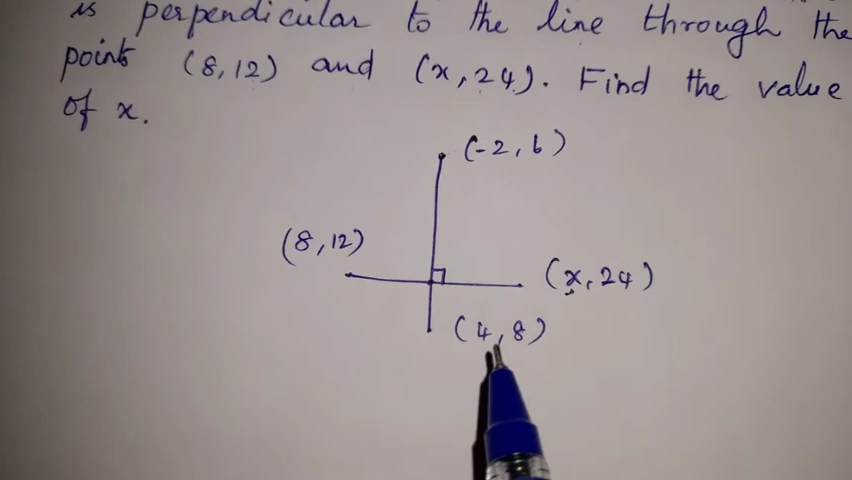 is perpendicular to the line through the
point (8,12) and (x,24). Find the value
of x.
(-2,6)
(8,12)
(x,24)
(4,8)